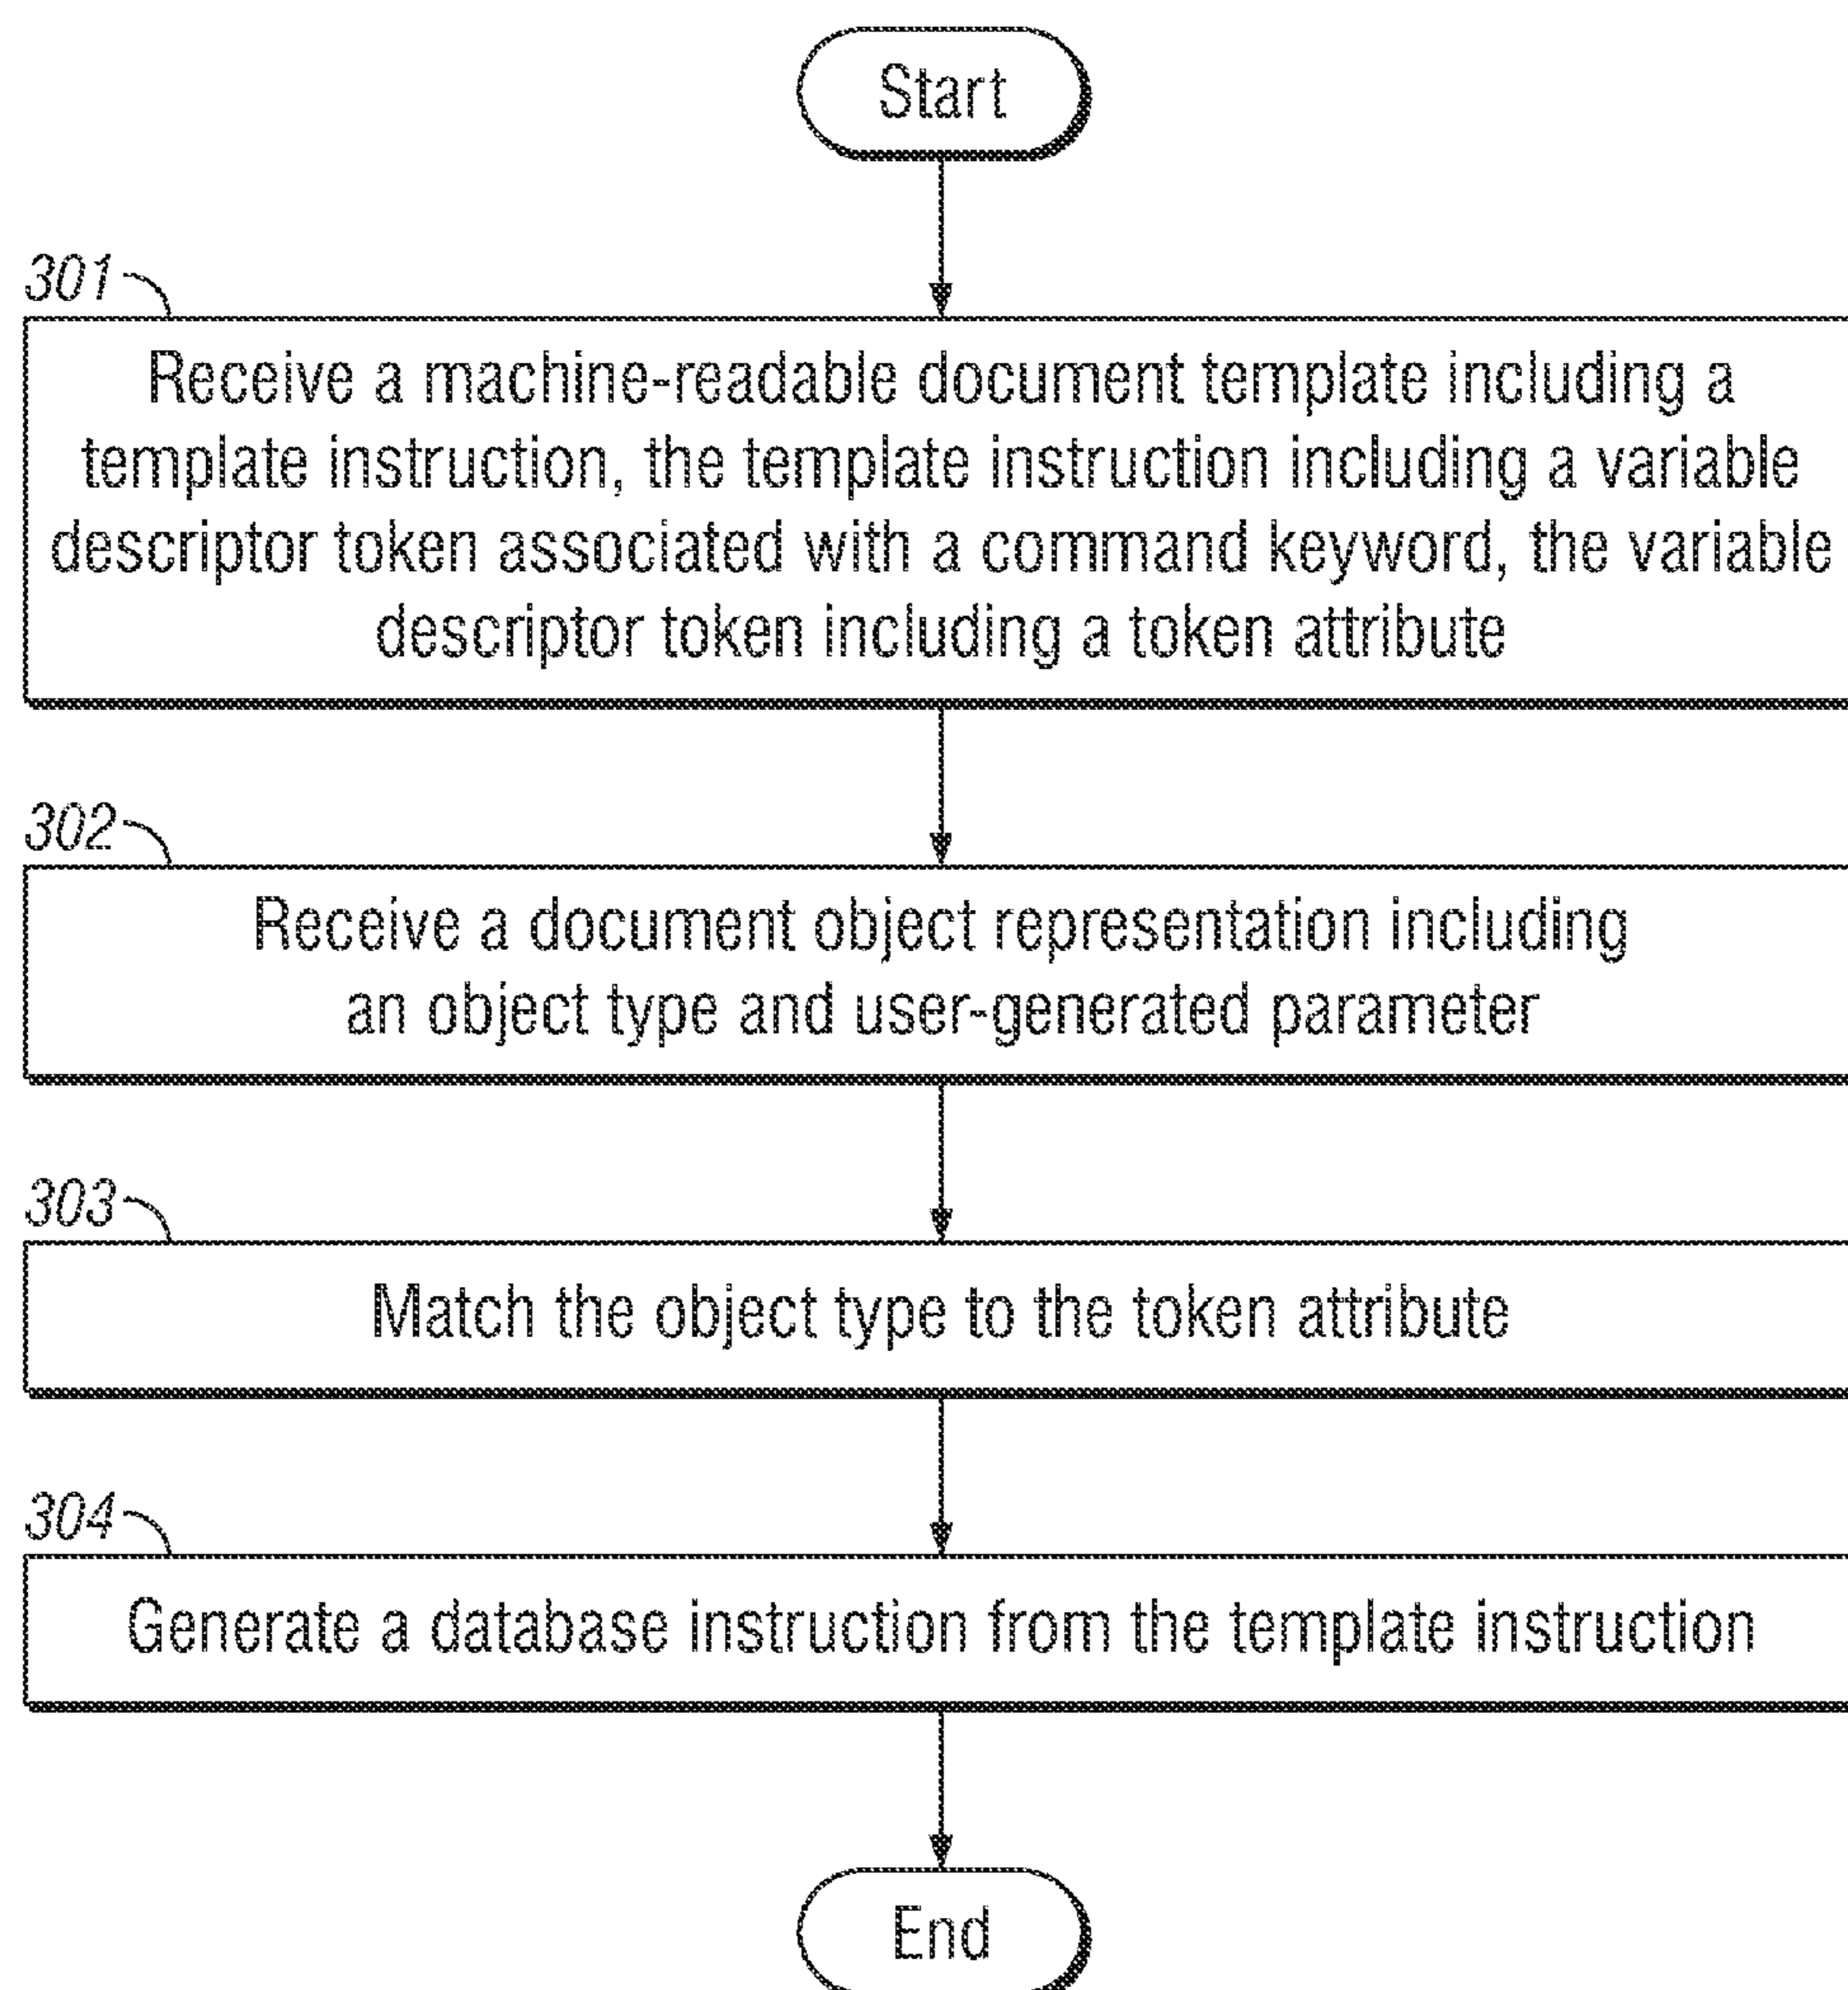 Start
301
Receive a machine-readable document template including a
template instruction, the template instruction including a variable
descriptor token associated with a command keyword, the variable
descriptor token including a token attribute
302
Receive a document object representation including
an object type and user-generated parameter
303
Match the object type to the token attribute
304
Generate a database instruction from the template instruction
End